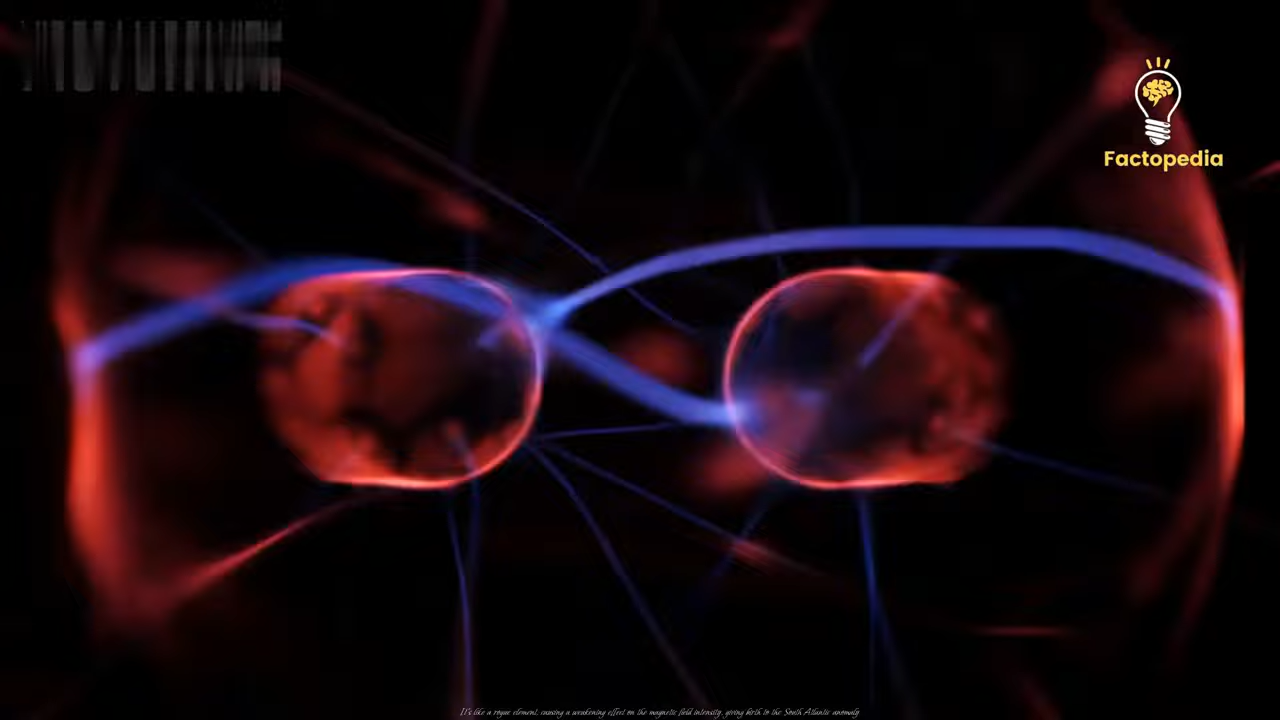 Factopedia
It's like a rogue element, causing a weakening effect on the magnetic field intensity, giving birth to the South Atlantic anomaly.